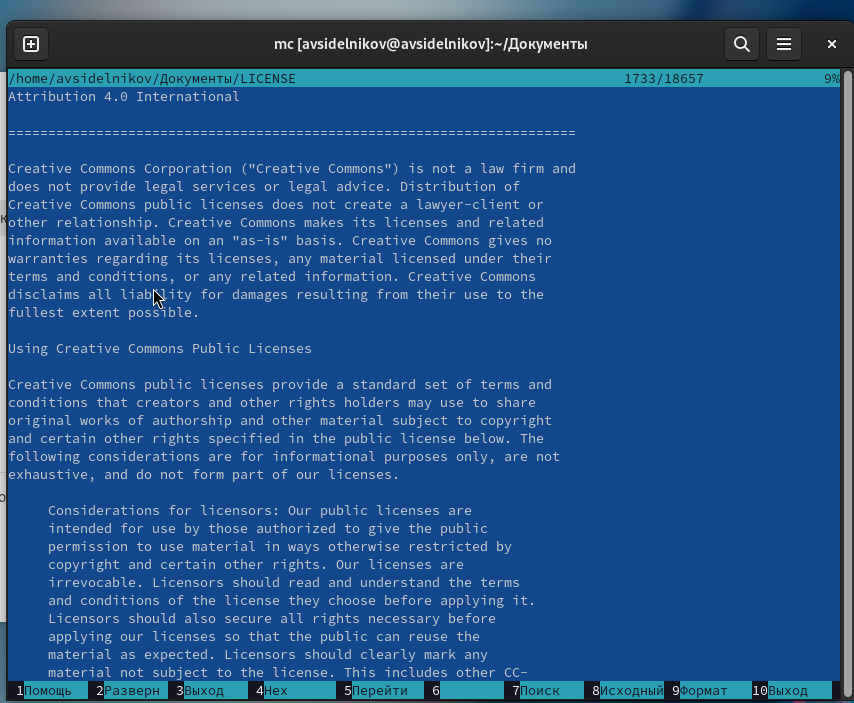 mc [avsidelnikov@avsidelnikov]:~/Документы
/home/avsidelnikov/Документы/LICENSE 1733/18657 9%
Attribution 4.0 International
=======================================================================
Creative Commons Corporation ("Creative Commons") is not a law firm and
does not provide legal services or legal advice. Distribution of
Creative Commons public licenses does not create a lawyer-client or
other relationship. Creative Commons makes its licenses and related
information available on an "as-is" basis. Creative Commons gives no
warranties regarding its licenses, any material licensed under their
terms and conditions, or any related information. Creative Commons
disclaims all liability for damages resulting from their use to the
fullest extent possible.
Using Creative Commons Public Licenses
Creative Commons public licenses provide a standard set of terms and
conditions that creators and other rights holders may use to share
original works of authorship and other material subject to copyright
and certain other rights specified in the public license below. The
following considerations are for informational purposes only, are not
exhaustive, and do not form part of our licenses.
Considerations for licensors: Our public licenses are
intended for use by those authorized to give the public
permission to use material in ways otherwise restricted by
copyright and certain other rights. Our licenses are
irrevocable. Licensors should read and understand the terms
and conditions of the license they choose before applying it.
Licensors should also secure all rights necessary before
applying our licenses so that the public can reuse the
material as expected. Licensors should clearly mark any
material not subject to the license. This includes other CC-
1Помощь 2Разверн 3Выход 4Hex 5Перейти 6 7Поиск 8Исходный 9Формат 10Выход